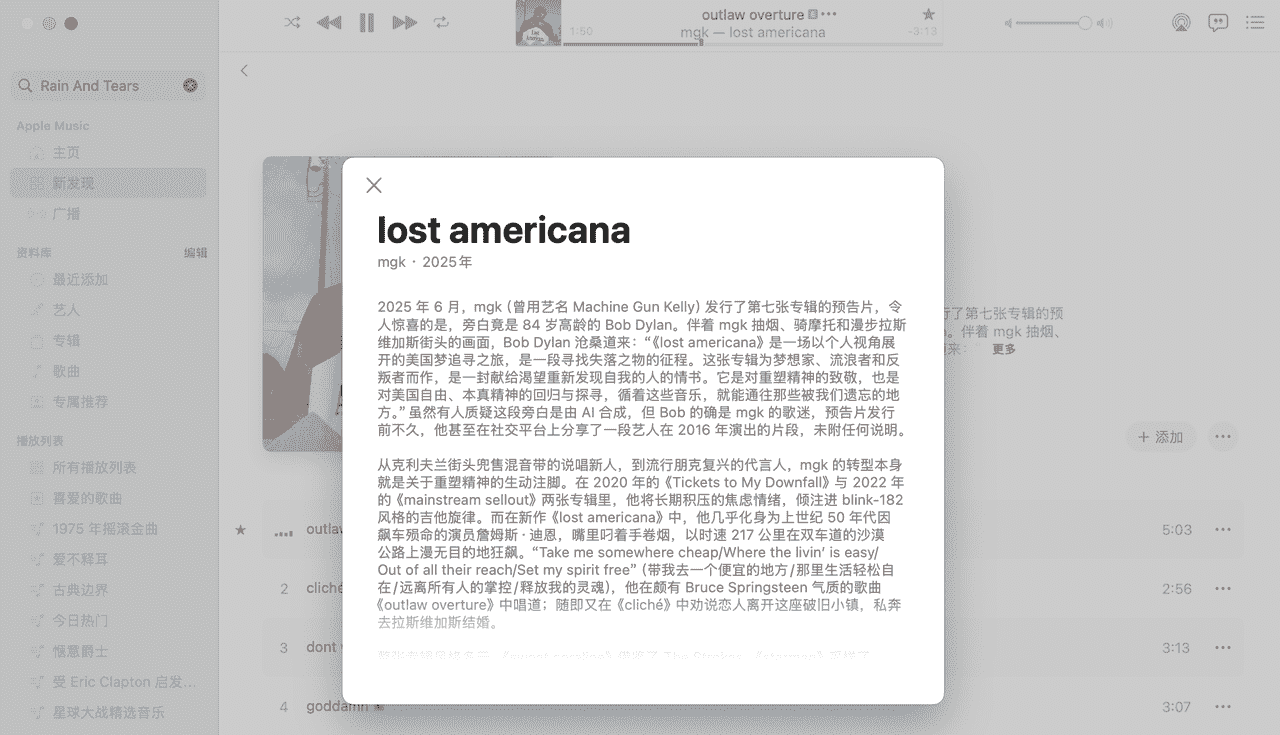 outlaw overture
1:50
mgk — lost americana
-3:13
Rain And Tears
Apple Music
主页
新发现
广播
资料库
编辑
最近添加
艺人
专辑
歌曲
专属推荐
播放列表
所有播放列表
喜爱的歌曲
1975 年摇滚金曲
爱不释耳
古典边界
今日热门
惬意爵士
受 Eric Clapton 启发…
星球大战精选音乐
lost americana
mgk · 2025年
2025 年 6 月，mgk (曾用艺名 Machine Gun Kelly) 发行了第七张专辑的预告片，令
人惊喜的是，旁白竟是 84 岁高龄的 Bob Dylan。伴着 mgk 抽烟、骑摩托和漫步拉斯
维加斯街头的画面，Bob Dylan 沧桑道来：“《lost americana》是一场以个人视角展
开的美国梦追寻之旅，是一段寻找失落之物的征程。这张专辑为梦想家、流浪者和反
叛者而作，是一封献给渴望重新发现自我的人的情书。它是对重塑精神的致敬，也是
对美国自由、本真精神的回归与探寻，循着这些音乐，就能通往那些被我们遗忘的地
方。”虽然有人质疑这段旁白是由 AI 合成，但 Bob 的确是 mgk 的歌迷，预告片发行
前不久，他甚至在社交平台上分享了一段艺人在 2016 年演出的片段，未附任何说明。
从克利夫兰街头兜售混音带的说唱新人，到流行朋克复兴的代言人，mgk 的转型本身
就是关于重塑精神的生动注脚。在 2020 年的《Tickets to My Downfall》与 2022 年
的《mainstream sellout》两张专辑里，他将长期积压的焦虑情绪，倾注进 blink-182
风格的吉他旋律。而在新作《lost americana》中，他几乎化身为上世纪 50 年代因
飙车殒命的演员詹姆斯·迪恩，嘴里叼着手卷烟，以时速 217 公里在双车道的沙漠
公路上漫无目的地狂飙。“Take me somewhere cheap/Where the livin’ is easy/
Out of all their reach/Set my spirit free” (带我去一个便宜的地方/那里生活轻松自
在/远离所有人的掌控/释放我的灵魂)，他在颇有 Bruce Springsteen 气质的歌曲
《outlaw overture》中唱道；随即又在《cliché》中劝说恋人离开这座破旧小镇，私奔
去拉斯维加斯结婚。
行了第七张专辑的预
。伴着 mgk 抽烟、
来：“
更多
添加
outlaw
5:03
2
cliché
2:56
3
dont
3:13
4
goddamn
3:07